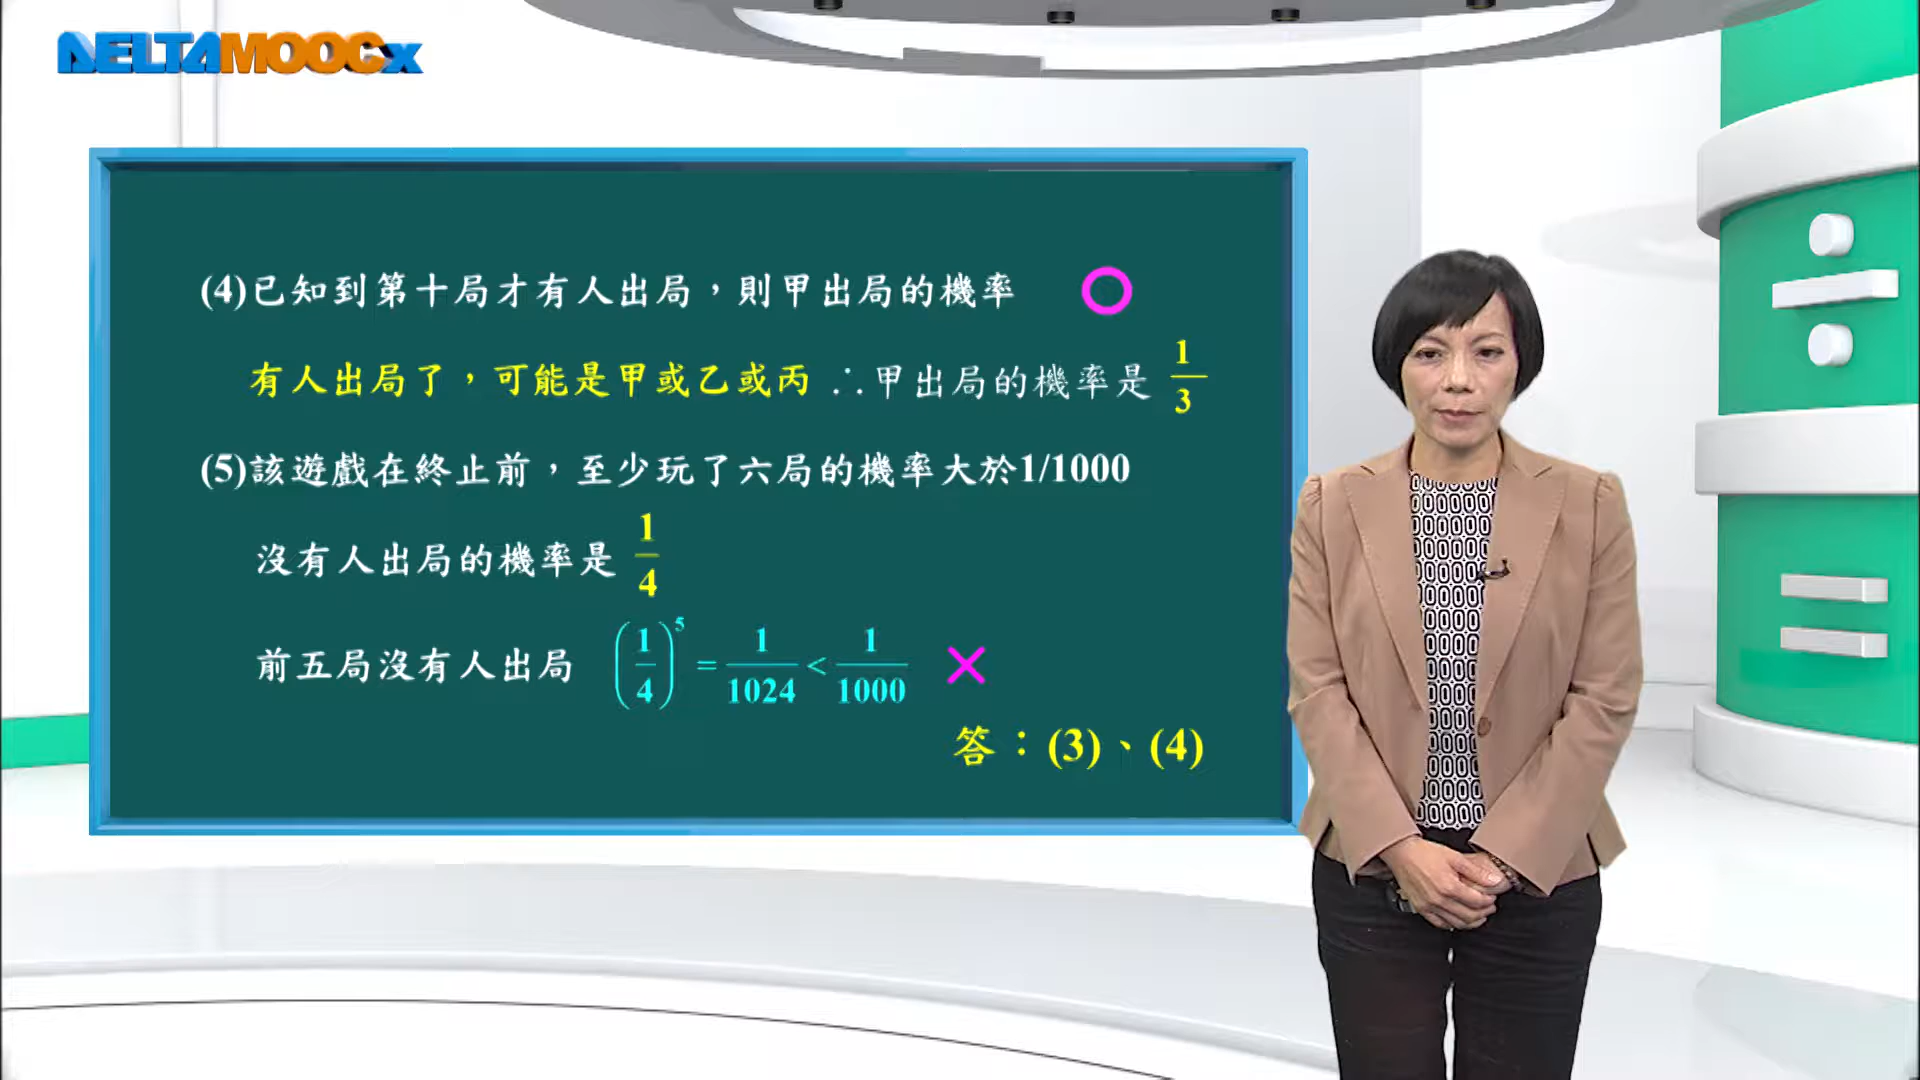 DELTAMOOCx
(4)已知到第十局才有人出局，則甲出局的機率 ○
有人出局了，可能是甲或乙或丙 ∴甲出局的機率是 1/3
(5)該遊戲在終止前，至少玩了六局的機率大於1/1000
沒有人出局的機率是 1/4
前五局沒有人出局 (1/4)^5 = 1/1024 < 1/1000 ×
答：(3)、(4)